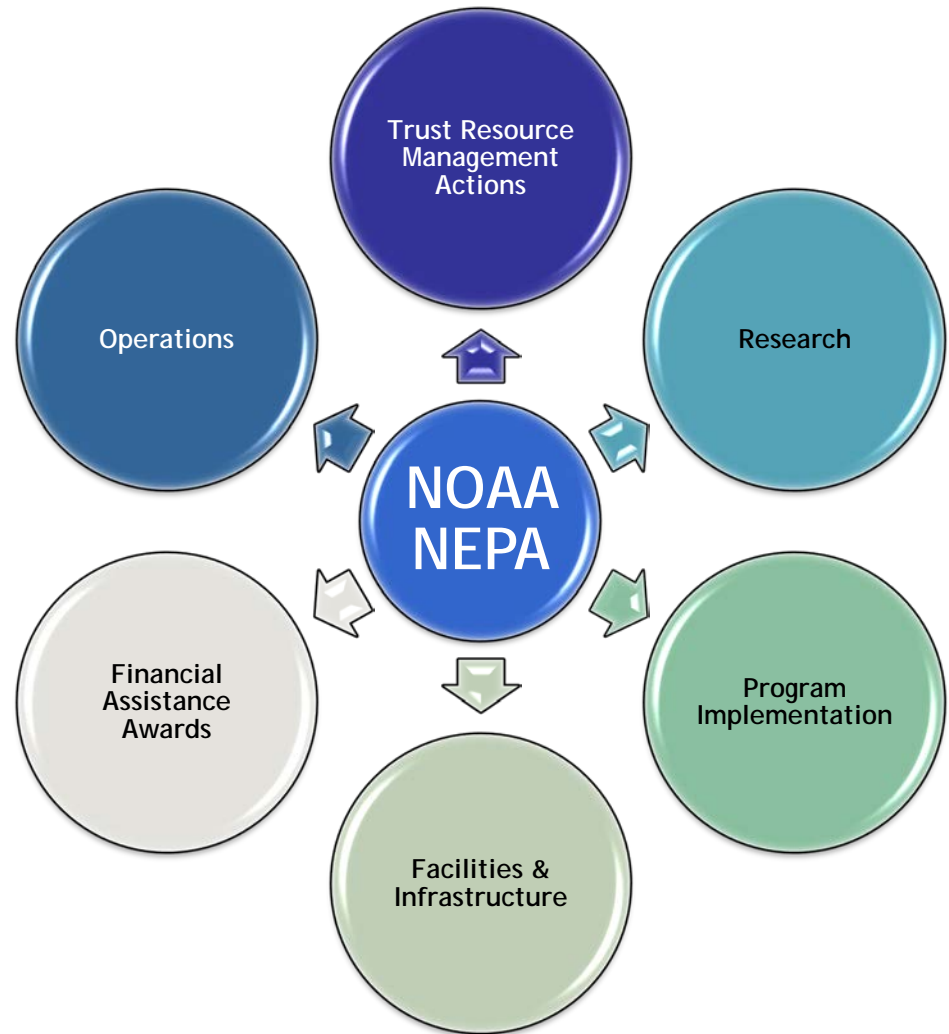 Trust Resource
Management
Actions
Operations
Research
NOAA
NEPA
Financial
Assistance
Awards
Program
Implementation
Facilities &
Infrastructure